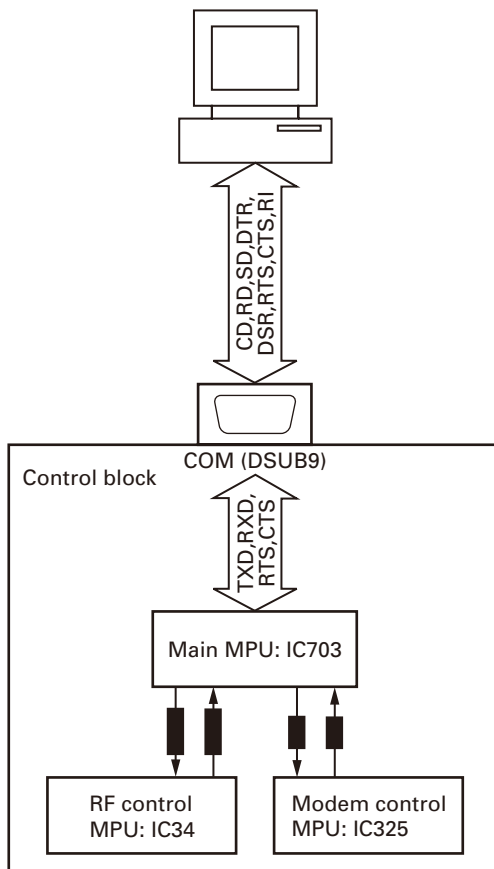 CD,RD,SD,DTR,
DSR,RTS,CTS,RI
COM (DSUB9)
Control block
TXD,RXD,
RTS,CTS
Main MPU: IC703
RF control
MPU: IC34
Modem control
MPU: IC325